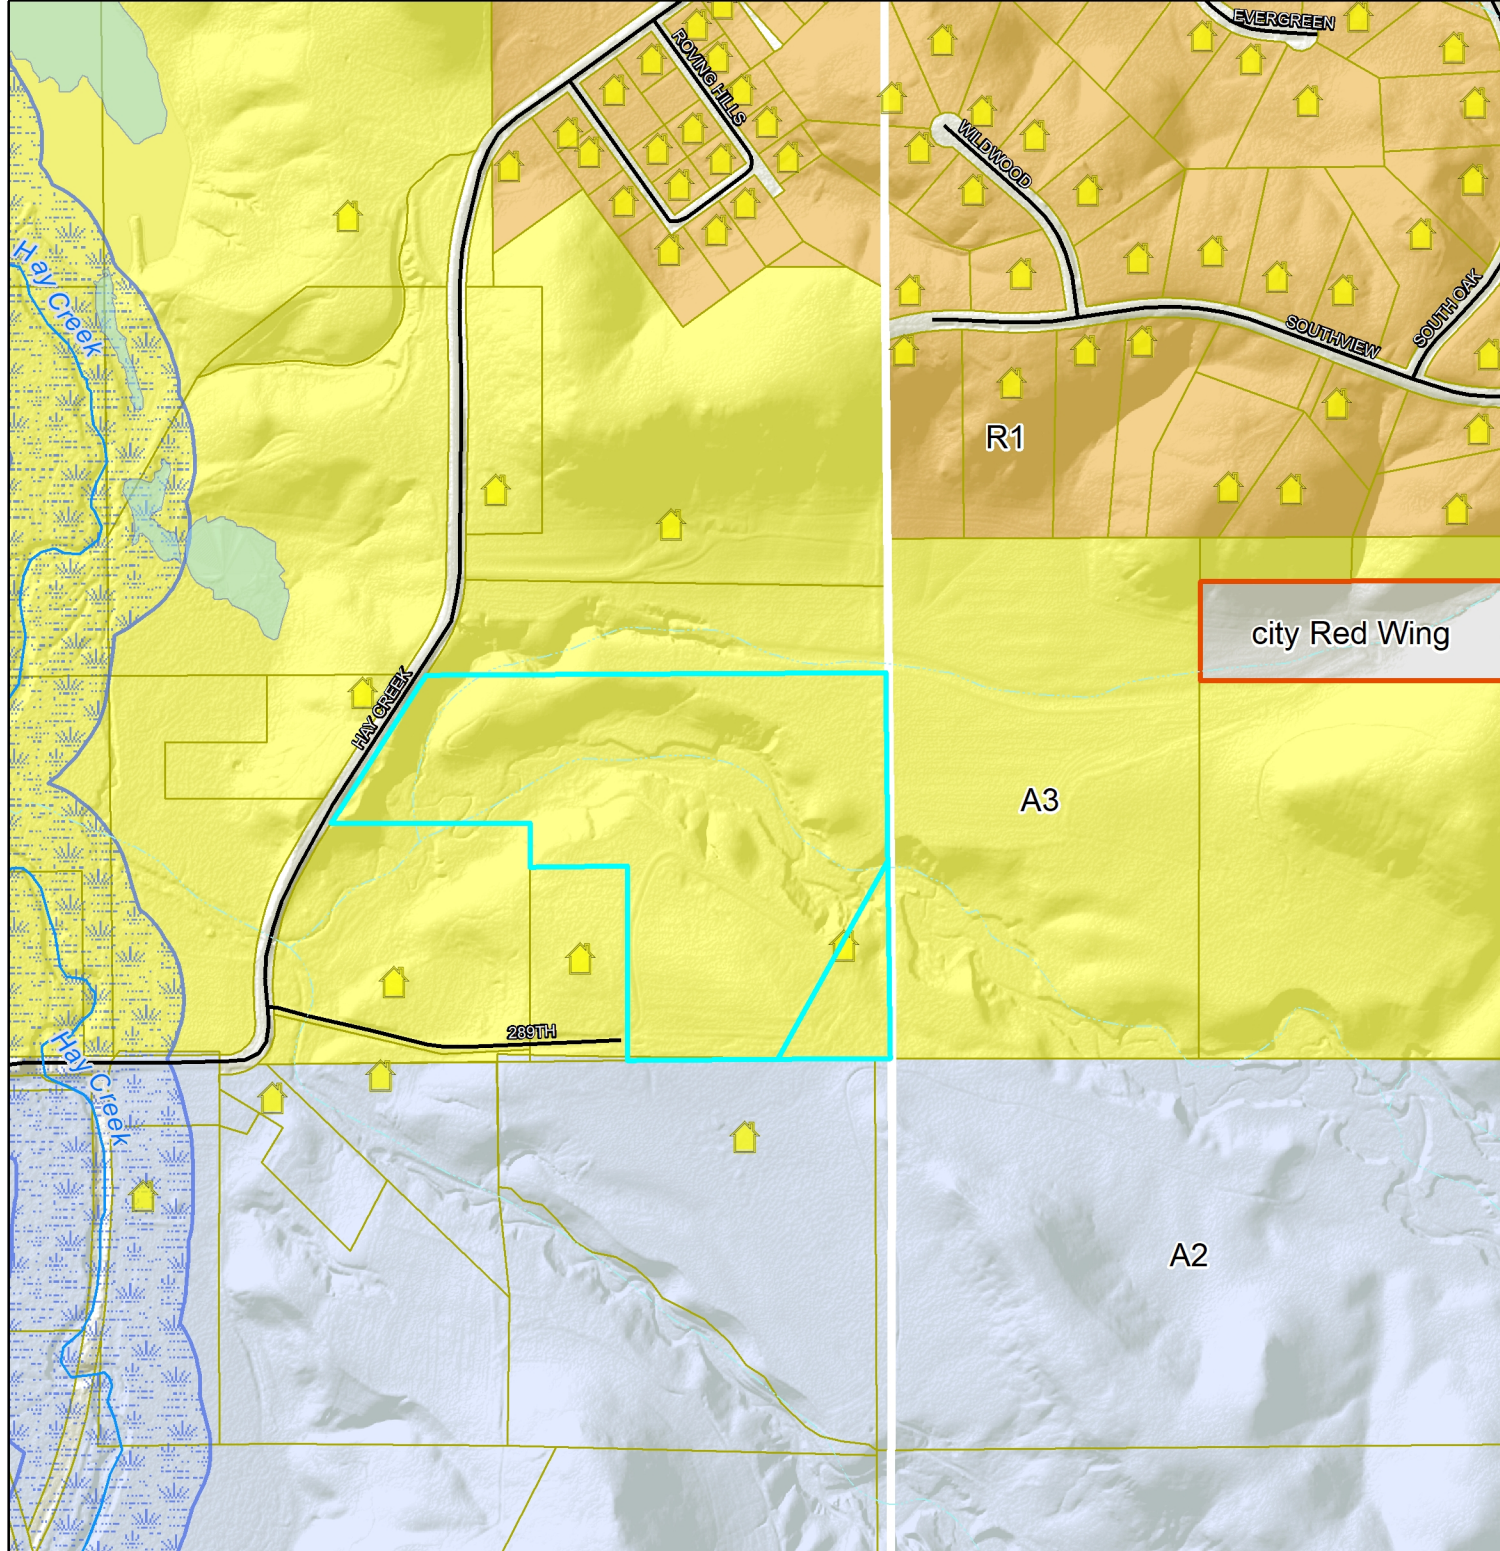 EVERGREEN
ROVING HILLS
WILDWOOD
Hay Creek
SOUTH OAK
SOUTHVIEW
R1
city Red Wing
HAY CREEK
A3
289TH
Hay Creek
A2